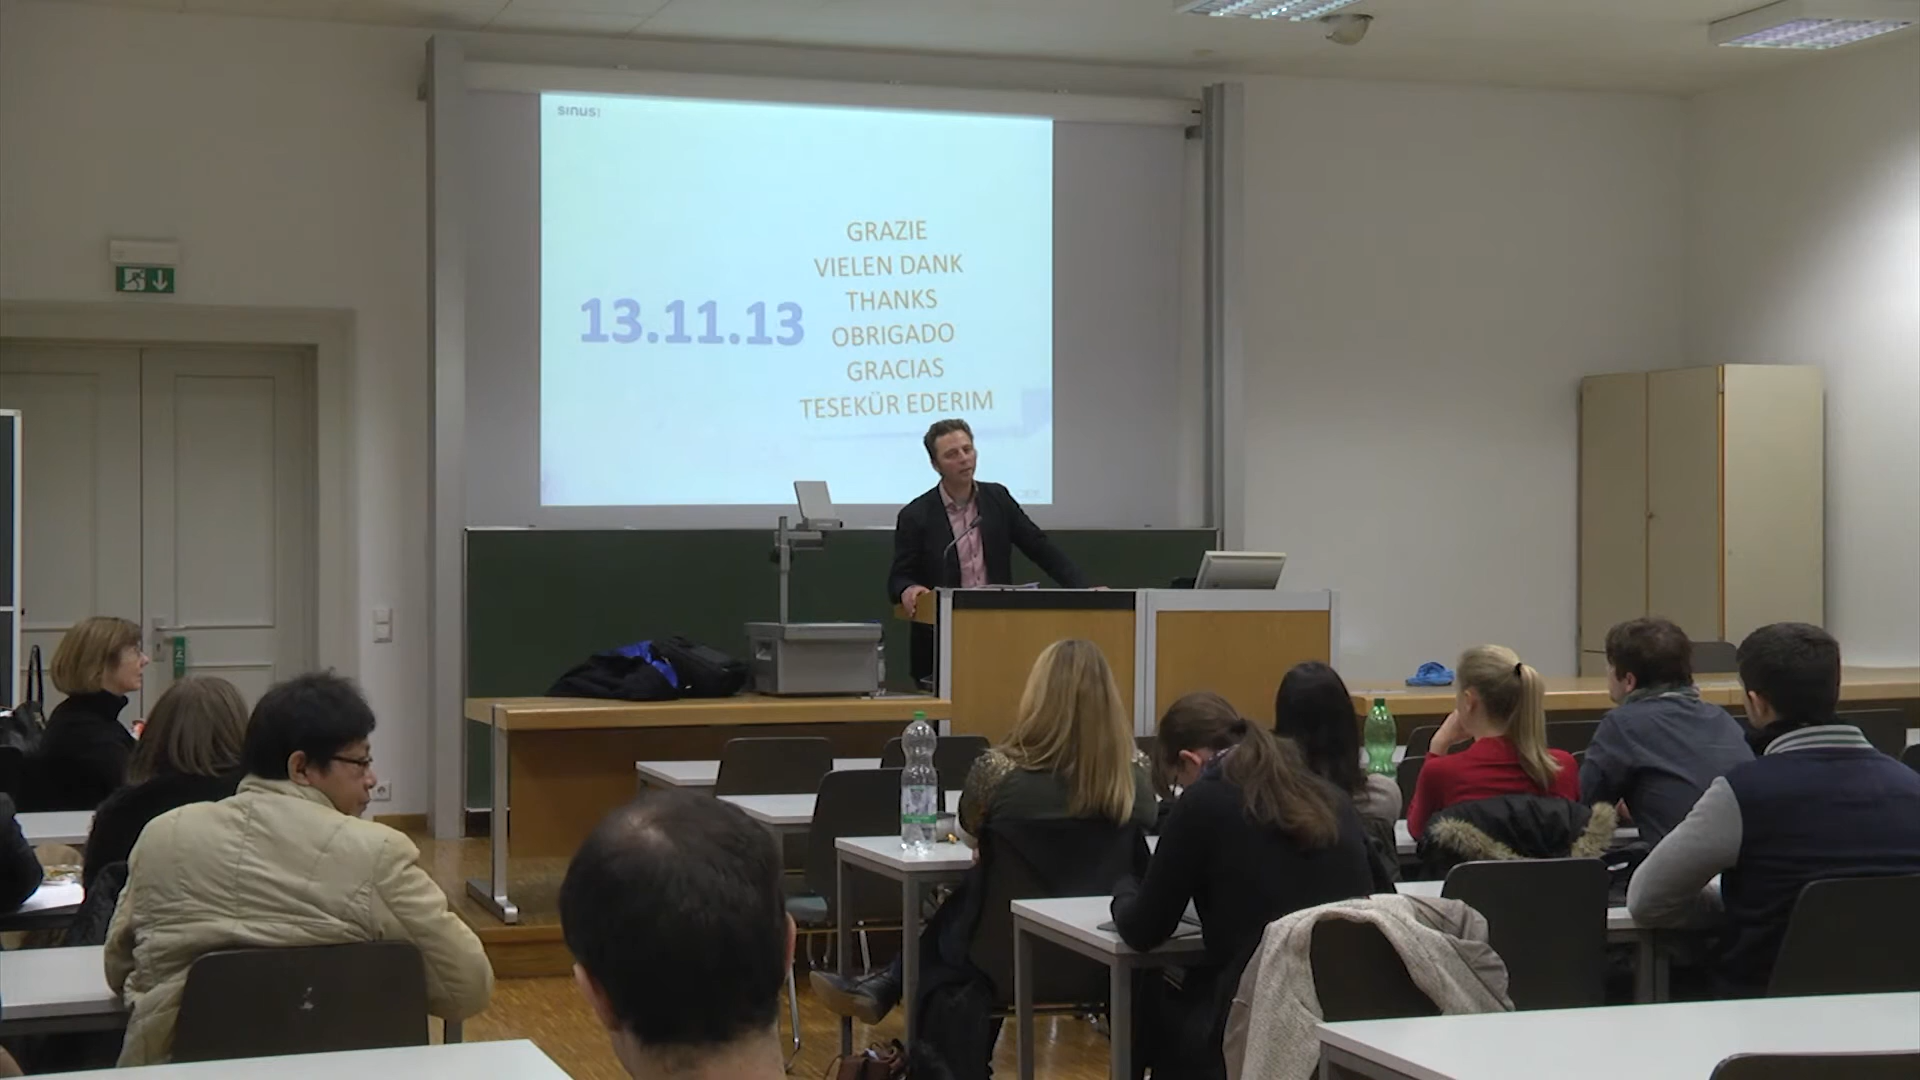 sinus:
13.11.13
GRAZIE
VIELEN DANK
THANKS
OBRIGADO
GRACIAS
TESEKÜR EDERIM